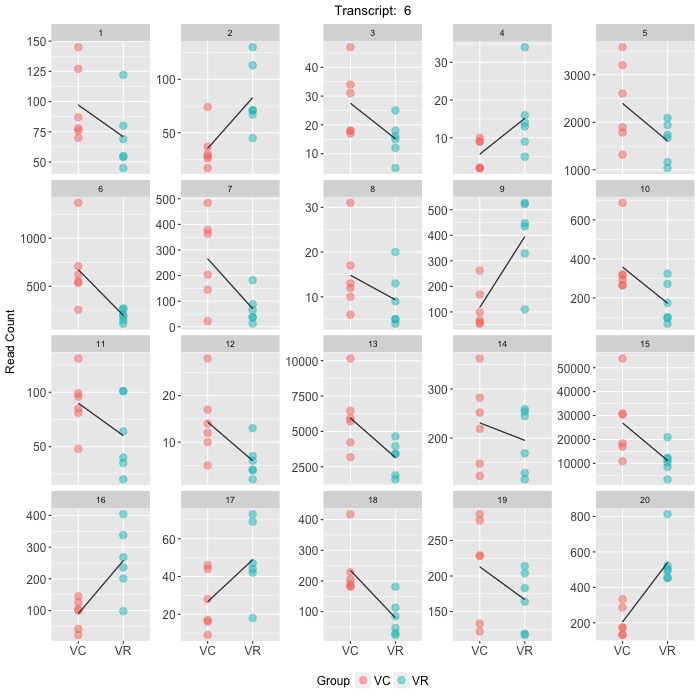 Transcript: 6
1 2 3 4 5
150 125 100 75 50
100 50
40 30 20 10
30 20 10
3000 2000 1000
6 7 8 9 10
1000 500
500 400 300 200 100 0
30 20 10
500 400 300 200 100
600 400 200
Read Count
11 12 13 14 15
100 50
20 10
10000 7500 5000 2500
300 200
50000 40000 30000 20000 10000
16 17 18 19 20
400 300 200 100
60 40 20
400 300 200 100
250 200 150
800 600 400 200
VC VR VC VR VC VR VC VR VC VR
Group VC VR